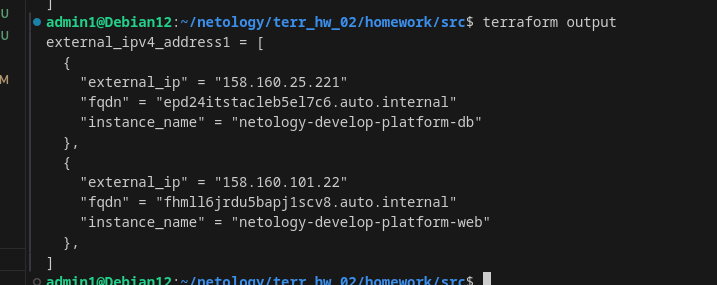 ]
U
admin1@Debian12:~/netology/terr_hw_02/homework/src$ terraform output
U
external_ipv4_address1 = [
  {
M
    "external_ip" = "158.160.25.221"
    "fqdn" = "epd24itstacleb5el7c6.auto.internal"
    "instance_name" = "netology-develop-platform-db"
  },
  {
    "external_ip" = "158.160.101.22"
    "fqdn" = "fhmll6jrdu5bapj1scv8.auto.internal"
    "instance_name" = "netology-develop-platform-web"
  },
]
admin1@Debian12:~/netology/terr_hw_02/homework/src$